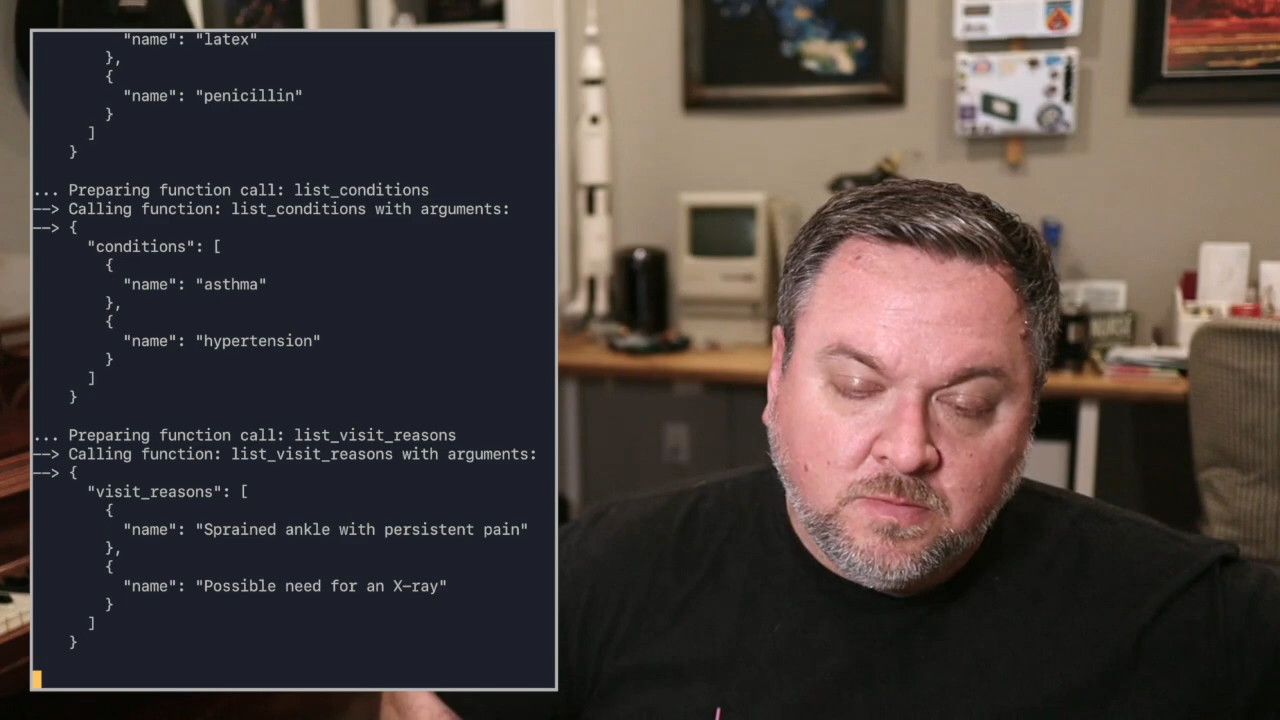 "name": "latex"
},
{
"name": "penicillin"
}
]
}
... Preparing function call: list_conditions
--> Calling function: list_conditions with arguments:
--> {
"conditions": [
{
"name": "asthma"
},
{
"name": "hypertension"
}
]
}
... Preparing function call: list_visit_reasons
--> Calling function: list_visit_reasons with arguments:
--> {
"visit_reasons": [
{
"name": "Sprained ankle with persistent pain"
},
{
"name": "Possible need for an X-ray"
}
]
}